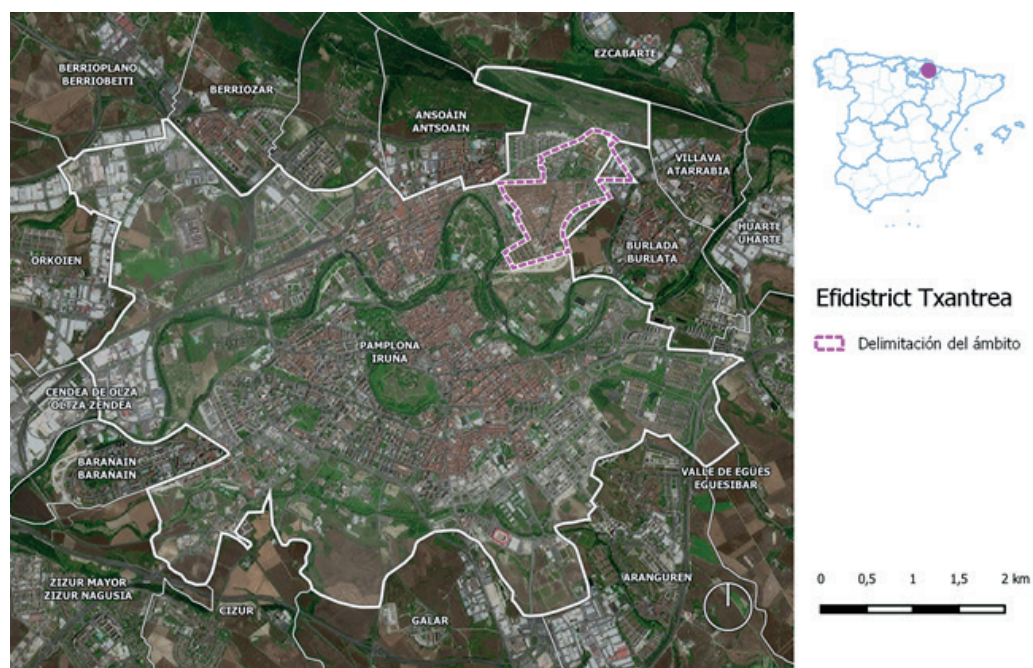 EZCABARTE
BERRIOPLANO
BERRIOBEITI
BERRIOZAR
ANSOÁIN
ANTSOAIN
VILLAVA
ATARRABIA
HUARTE
UHARTE
BURLADA
BURLATA
ORKOIEN
PAMPLONA
IRUÑA
CENDEA DE OLZA
OLTZA ZENDEA
BARAÑAIN
BARAÑAIN
VALLE DE EGÜES
EGUESIBAR
ZIZUR MAYOR
ZIZUR NAGUSIA
CIZUR
GALAR
ARANGUREN
Efidistrict Txantrea
Delimitación del ámbito
0 0,5 1 1,5 2 km